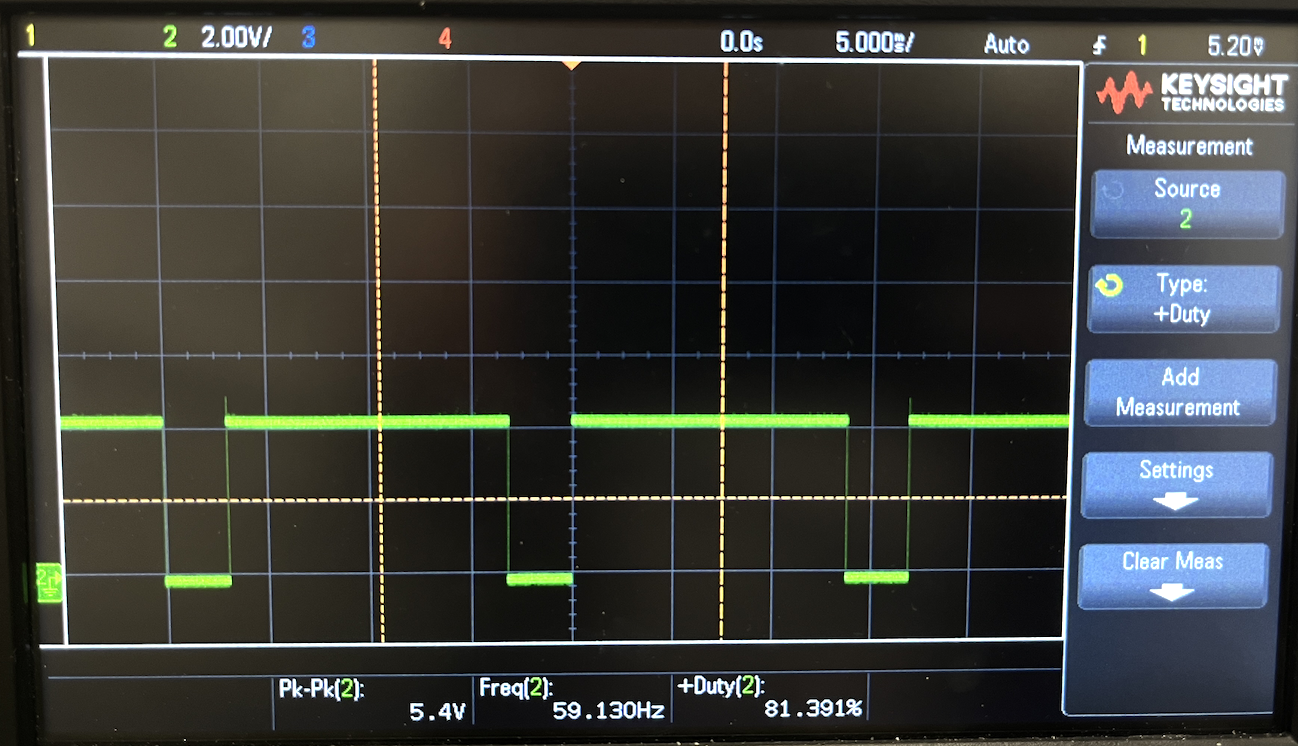 1 2 2.00V/ 3 4 0.0s 5.000ms/ Auto 1 5.20V
KEYSIGHT
TECHNOLOGIES
Measurement
Source
2
Type:
+Duty
Add
Measurement
Settings
Clear Meas
2
Pk-Pk(2): Freq(2): +Duty(2):
5.4V 59.130Hz 81.391%